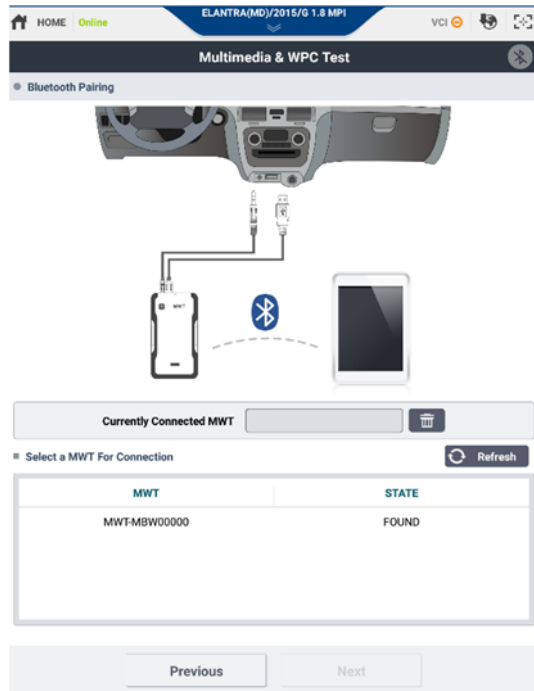 HOME Online ELANTRA(MD)/2015/G 1.8 MPI VCI
Multimedia & WPC Test
Bluetooth Pairing
MWT
Currently Connected MWT
Select a MWT For Connection Refresh
MWT STATE
MWT-MBW00000 FOUND
Previous Next